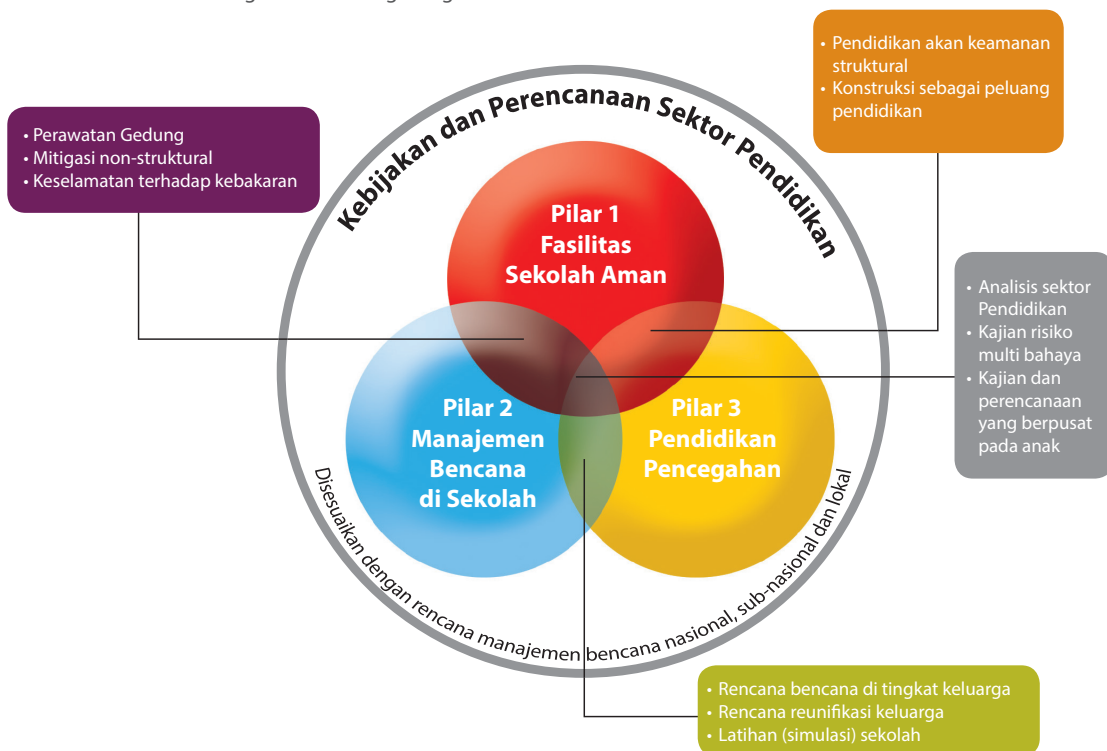 • Pendidikan akan keamanan
struktural
• Konstruksi sebagai peluang
pendidikan
• Perawatan Gedung
• Mitigasi non-struktural
• Keselamatan terhadap kebakaran
Kebijakan dan Perencanaan Sektor Pendidikan
Pilar 1
Fasilitas
Sekolah Aman
• Analisis sektor
Pendidikan
• Kajian risiko
multi bahaya
• Kajian dan
perencanaan
yang berpusat
pada anak
Pilar 2
Manajemen
Bencana
di Sekolah
Pilar 3
Pendidikan
Pencegahan
Disesuaikan dengan rencana manajemen bencana nasional, sub-nasional dan lokal
• Rencana bencana di tingkat keluarga
• Rencana reunifikasi keluarga
• Latihan (simulasi) sekolah